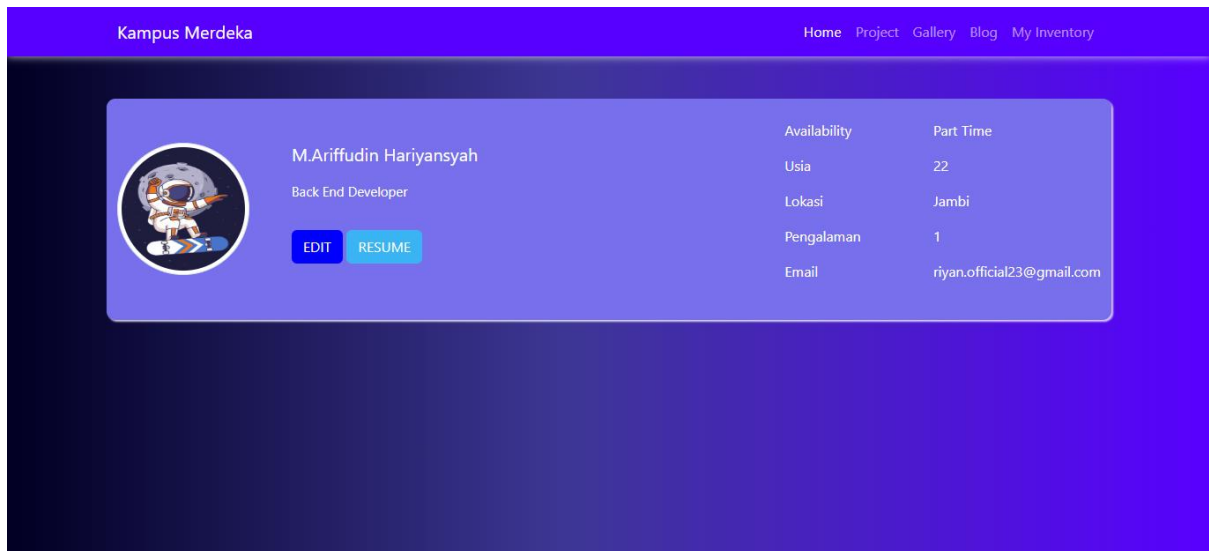 Kampus Merdeka
Home Project Gallery Blog My Inventory
M.Ariffudin Hariyansyah
Back End Developer
EDIT RESUME
Availability Part Time
Usia 22
Lokasi Jambi
Pengalaman 1
Email riyan.official23@gmail.com